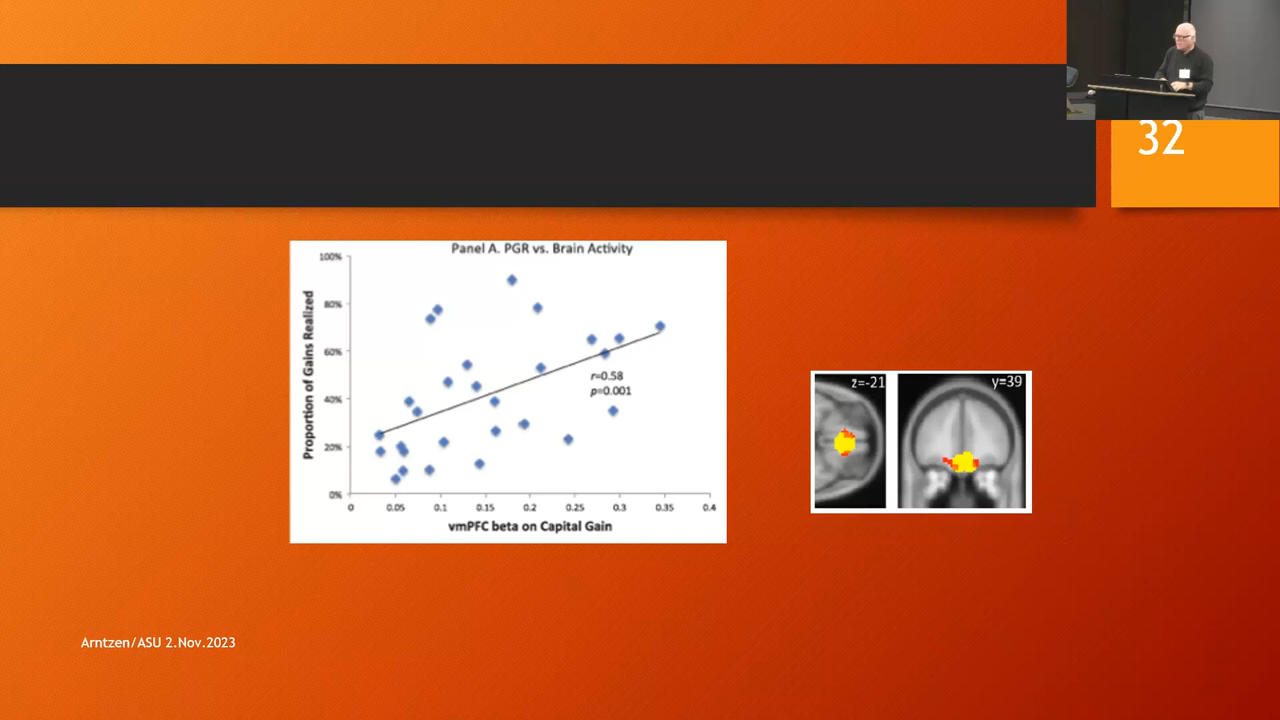 32
Panel A. PGR vs. Brain Activity
Proportion of Gains Realized
100%
80%
60%
40%
20%
0%
r=0.58
p=0.001
0 0.05 0.1 0.15 0.2 0.25 0.3 0.35 0.4
vmPFC beta on Capital Gain
z=-21
y=39
Arntzen/ASU 2.Nov.2023